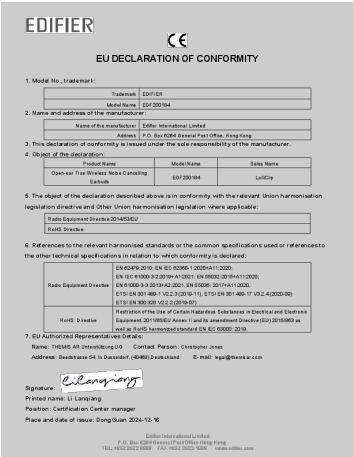 EDIFIER
CE
EU DECLARATION OF CONFORMITY
1. Model No., trademark:
Trademark EDIFIER
Model Name EDF200184
2. Name and address of the manufacturer:
Name of the manufacturer Edifier International Limited
Address P.O. Box 6264 General Post Office, Hong Kong
3. This declaration of conformity is issued under the sole responsibility of the manufacturer.
4. Object of the declaration:
Product Name Model Name Sales Name
Open-ear True Wireless Noise Cancelling
Earbuds EDF200184 LolliClip
5. The object of the declaration described above is in conformity with the relevant Union harmonisation
legislation directive and Other Union harmonisation legislation where applicable:
Radio Equipment Directive 2014/53/EU
RoHS Directive
6. References to the relevant harmonised standards or the common specifications used or references to
the other technical specifications in relation to which conformity is declared:
Radio Equipment Directive
EN 62479:2010; EN IEC 62368-1:2020+A11:2020;
EN IEC 61000-3-2:2019+A1:2021; EN 55032:2015+A11:2020;
EN 61000-3-3:2013+A2:2021, EN 55035: 2017+A11:2020,
ETSI EN 301 489-1 V2.2.3 (2019-11), ETSI EN 301 489-17 V3.2.4 (2020-09)
ETSI EN 300 328 V2.2.2 (2019-07)
RoHS Directive
Restriction of the Use of Certain Hazardous Substances in Electrical and Electronic
Equipment, 2011/65/EU Annex II and its amendment Directive (EU) 2015/863 as
well as RoHS harmonized standard EN IEC 63000: 2018.
7. EU Authorized Representatives Details:
Name: THEMIS AR Unterstützung UG Contact Person: Christopher Jones
Address: Beedstrasse 54, in Dusseldorf, (40468) Deutschland E-mail: legal@themisar.com
Signature: Li Lanqiang
Printed name: Li Lanqiang
Position: Certification Center manager
Place and date of issue: DongGuan 2024-12-16
Edifier International Limited
P.O. Box 6264 General Post Office Hong Kong
www.edifier.com